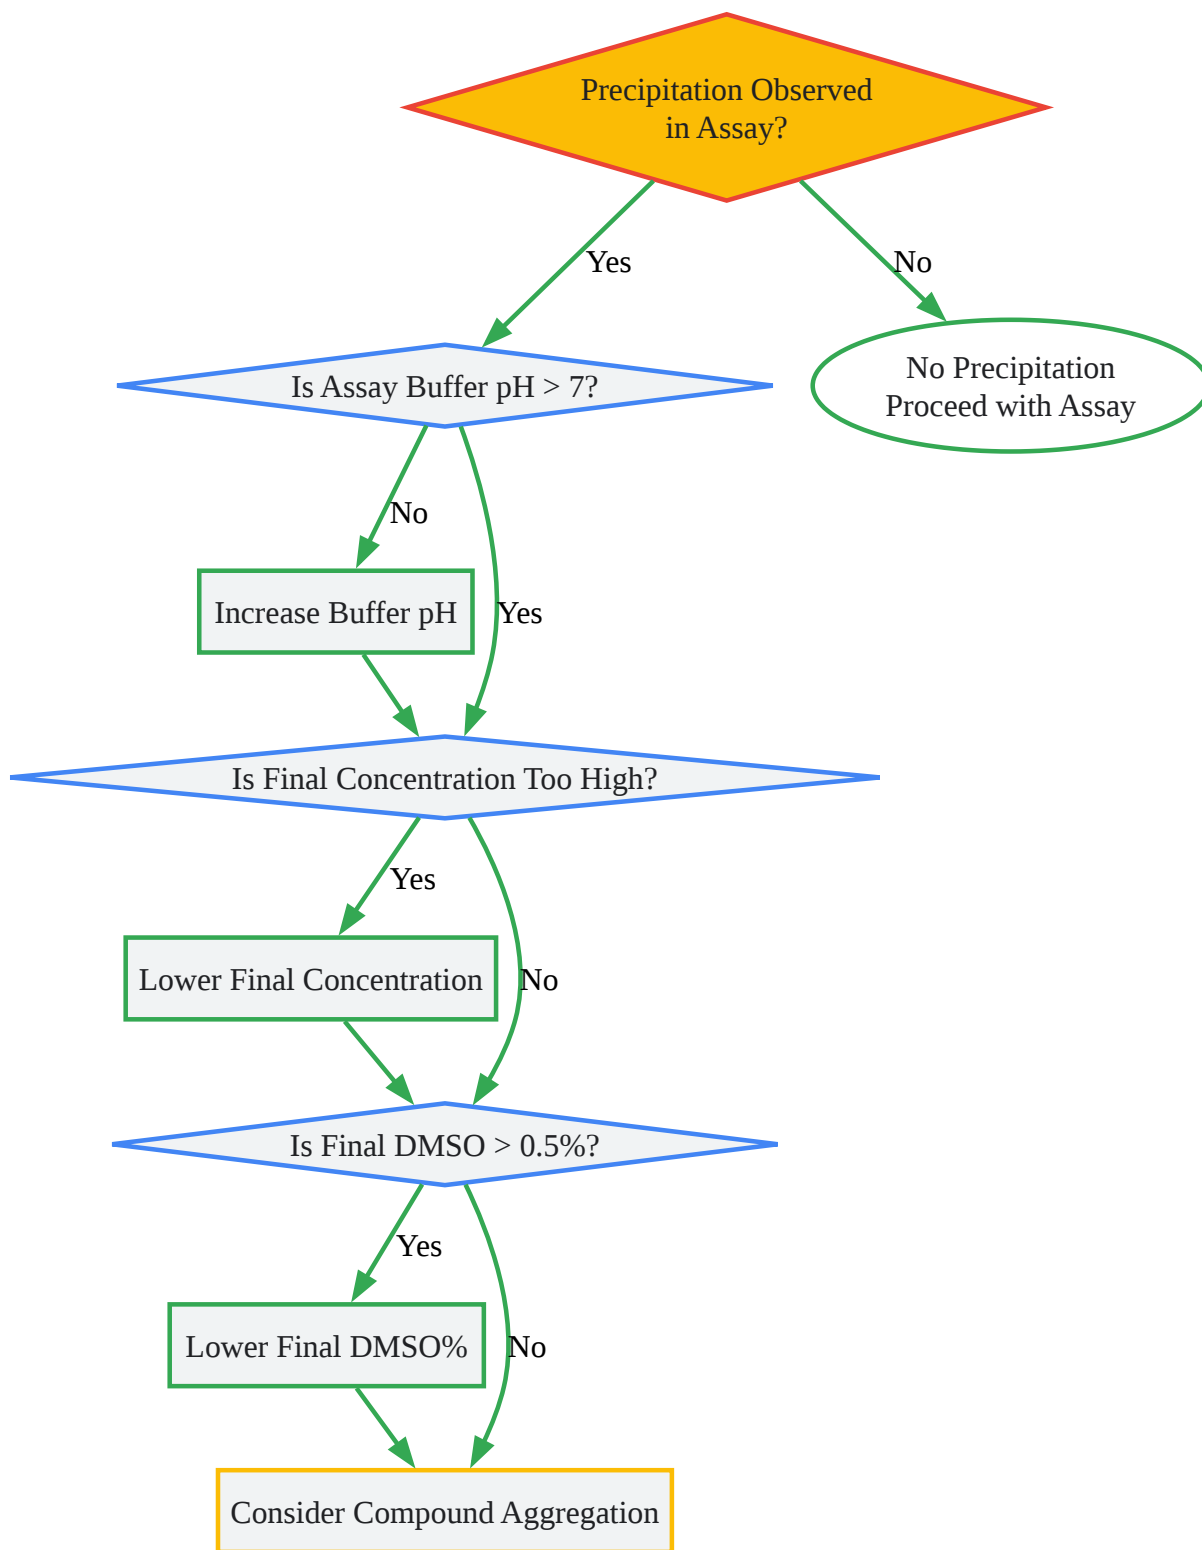 Precipitation Observed
in Assay?
Yes
No
Is Assay Buffer pH > 7?
No Precipitation
Proceed with Assay
No
Increase Buffer pH
Yes
Is Final Concentration Too High?
Yes
Lower Final Concentration
No
Is Final DMSO > 0.5%?
Yes
Lower Final DMSO%
No
Consider Compound Aggregation